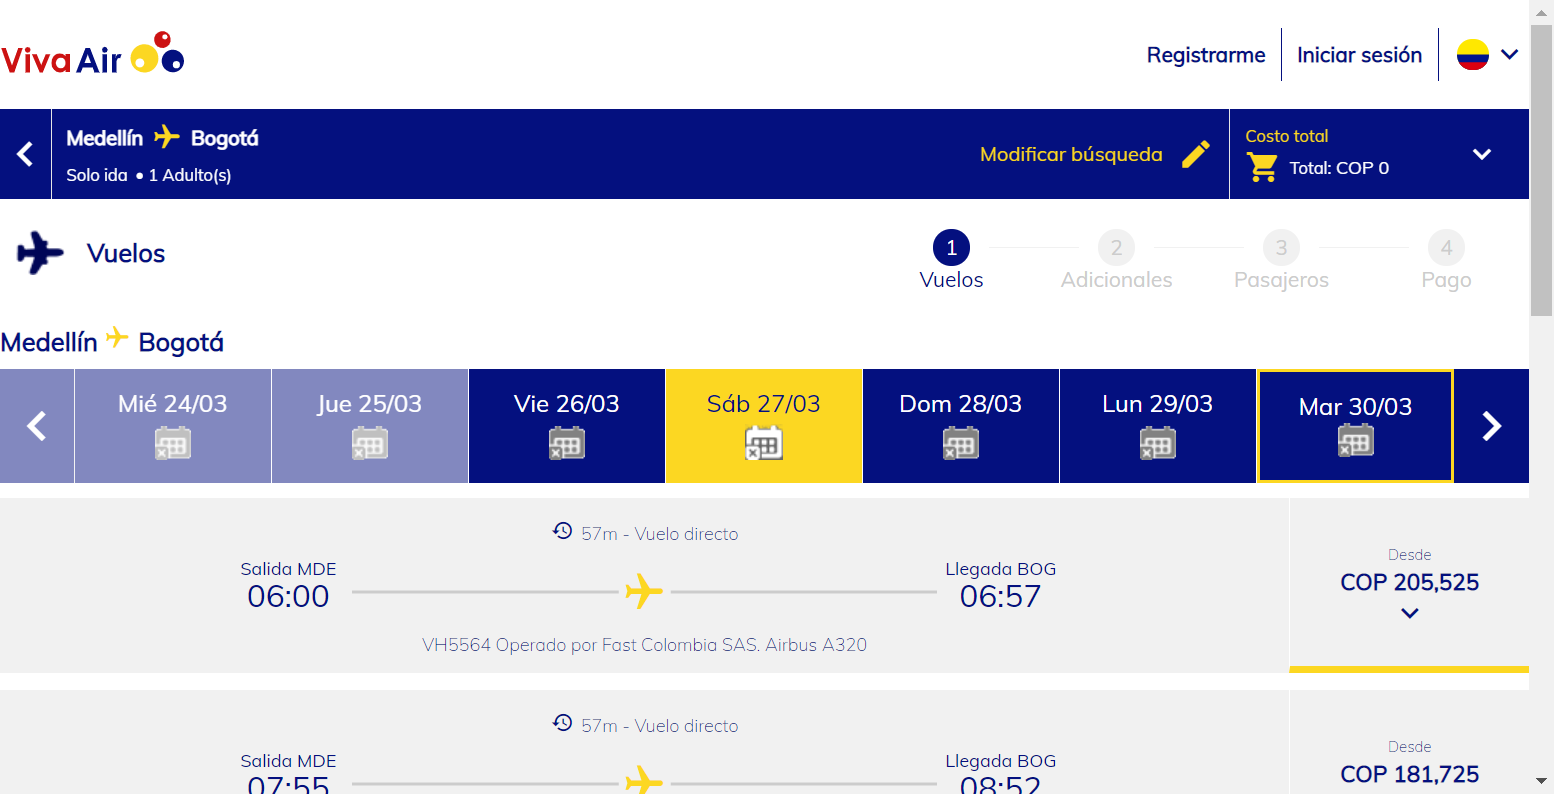 Viva Air
Registrarme
Iniciar sesión
Medellín Bogotá
Solo ida • 1 Adulto(s)
Modificar búsqueda
Costo total
Total: COP 0
Vuelos
1
Vuelos
2
Adicionales
3
Pasajeros
4
Pago
Medellín Bogotá
Mié 24/03
Jue 25/03
Vie 26/03
Sáb 27/03
Dom 28/03
Lun 29/03
Mar 30/03
57m - Vuelo directo
Salida MDE
06:00
Llegada BOG
06:57
VH5564 Operado por Fast Colombia SAS. Airbus A320
Desde
COP 205,525
57m - Vuelo directo
Salida MDE
07:55
Llegada BOG
08:52
Desde
COP 181,725